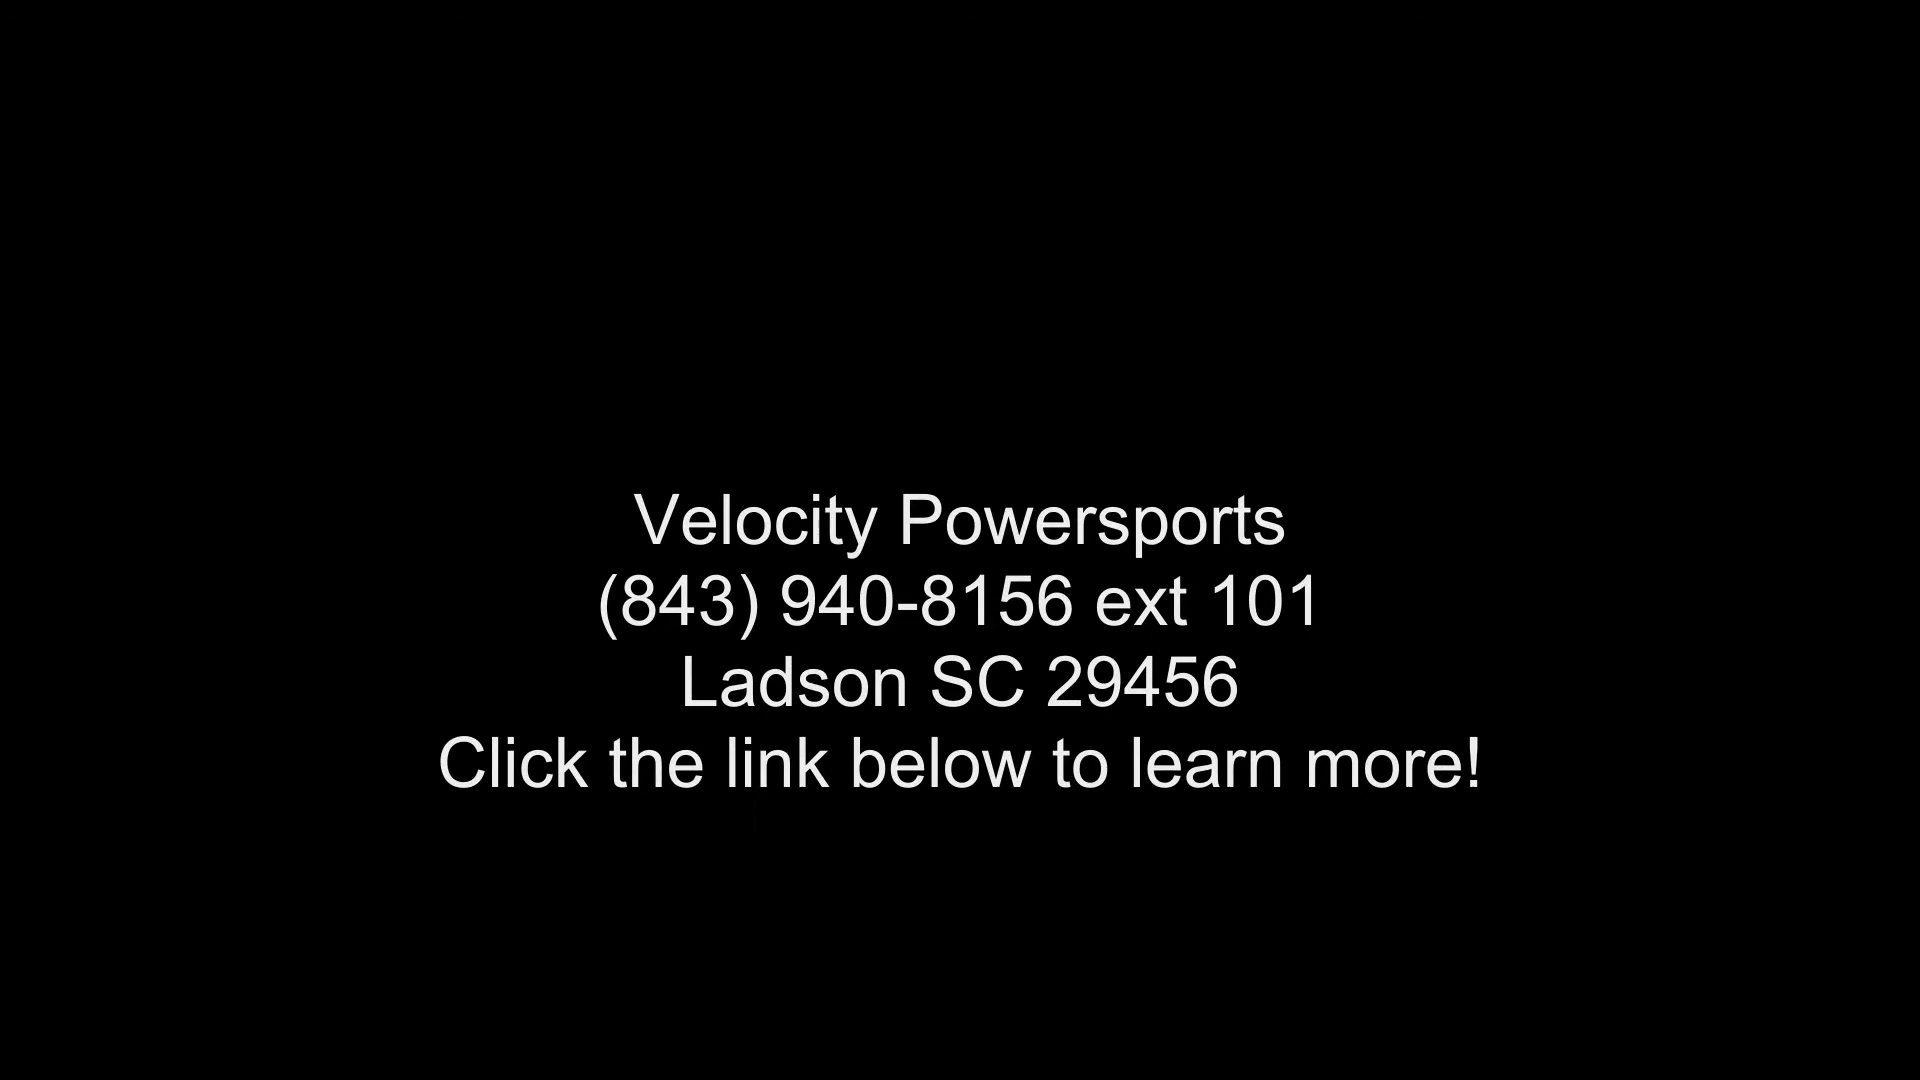 Velocity Powersports
(843) 940-8156 ext 101
Ladson SC 29456
Click the link below to learn more!